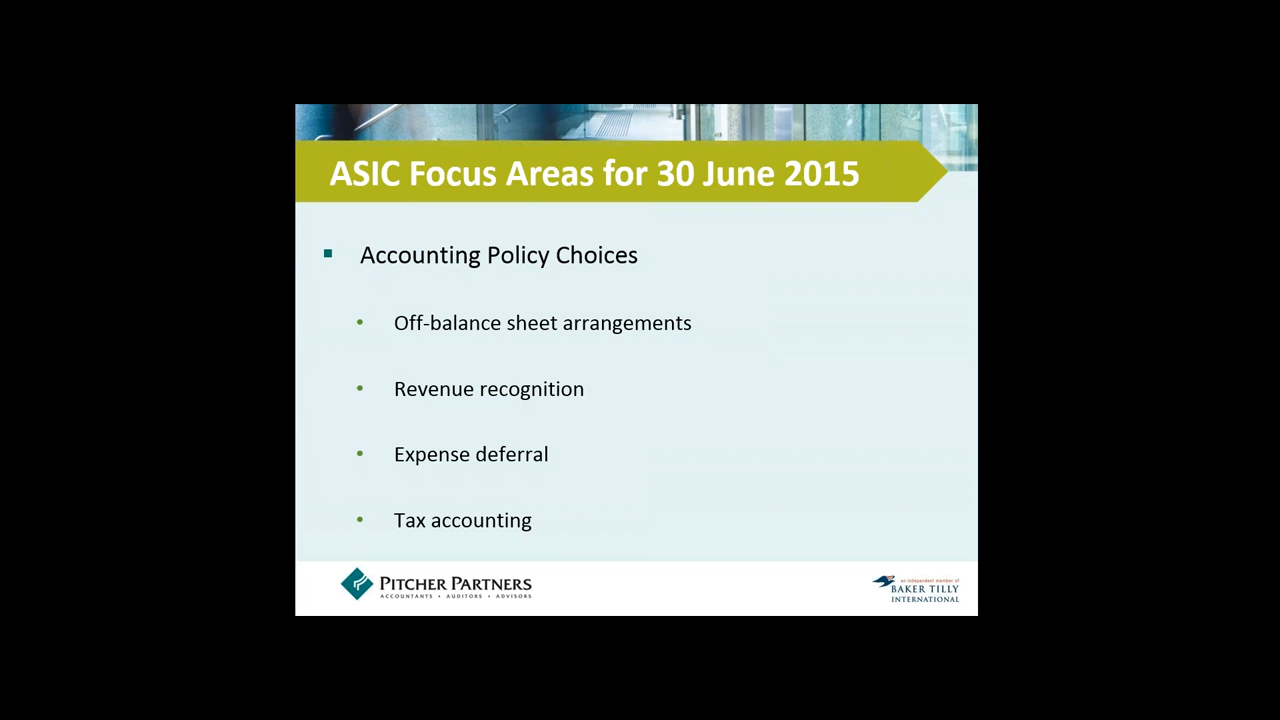 ASIC Focus Areas for 30 June 2015
Accounting Policy Choices
Off-balance sheet arrangements
Revenue recognition
Expense deferral
Tax accounting
PITCHER PARTNERS
ACCOUNTANTS • AUDITORS • ADVISORS
an independent member of
BAKER TILLY
INTERNATIONAL